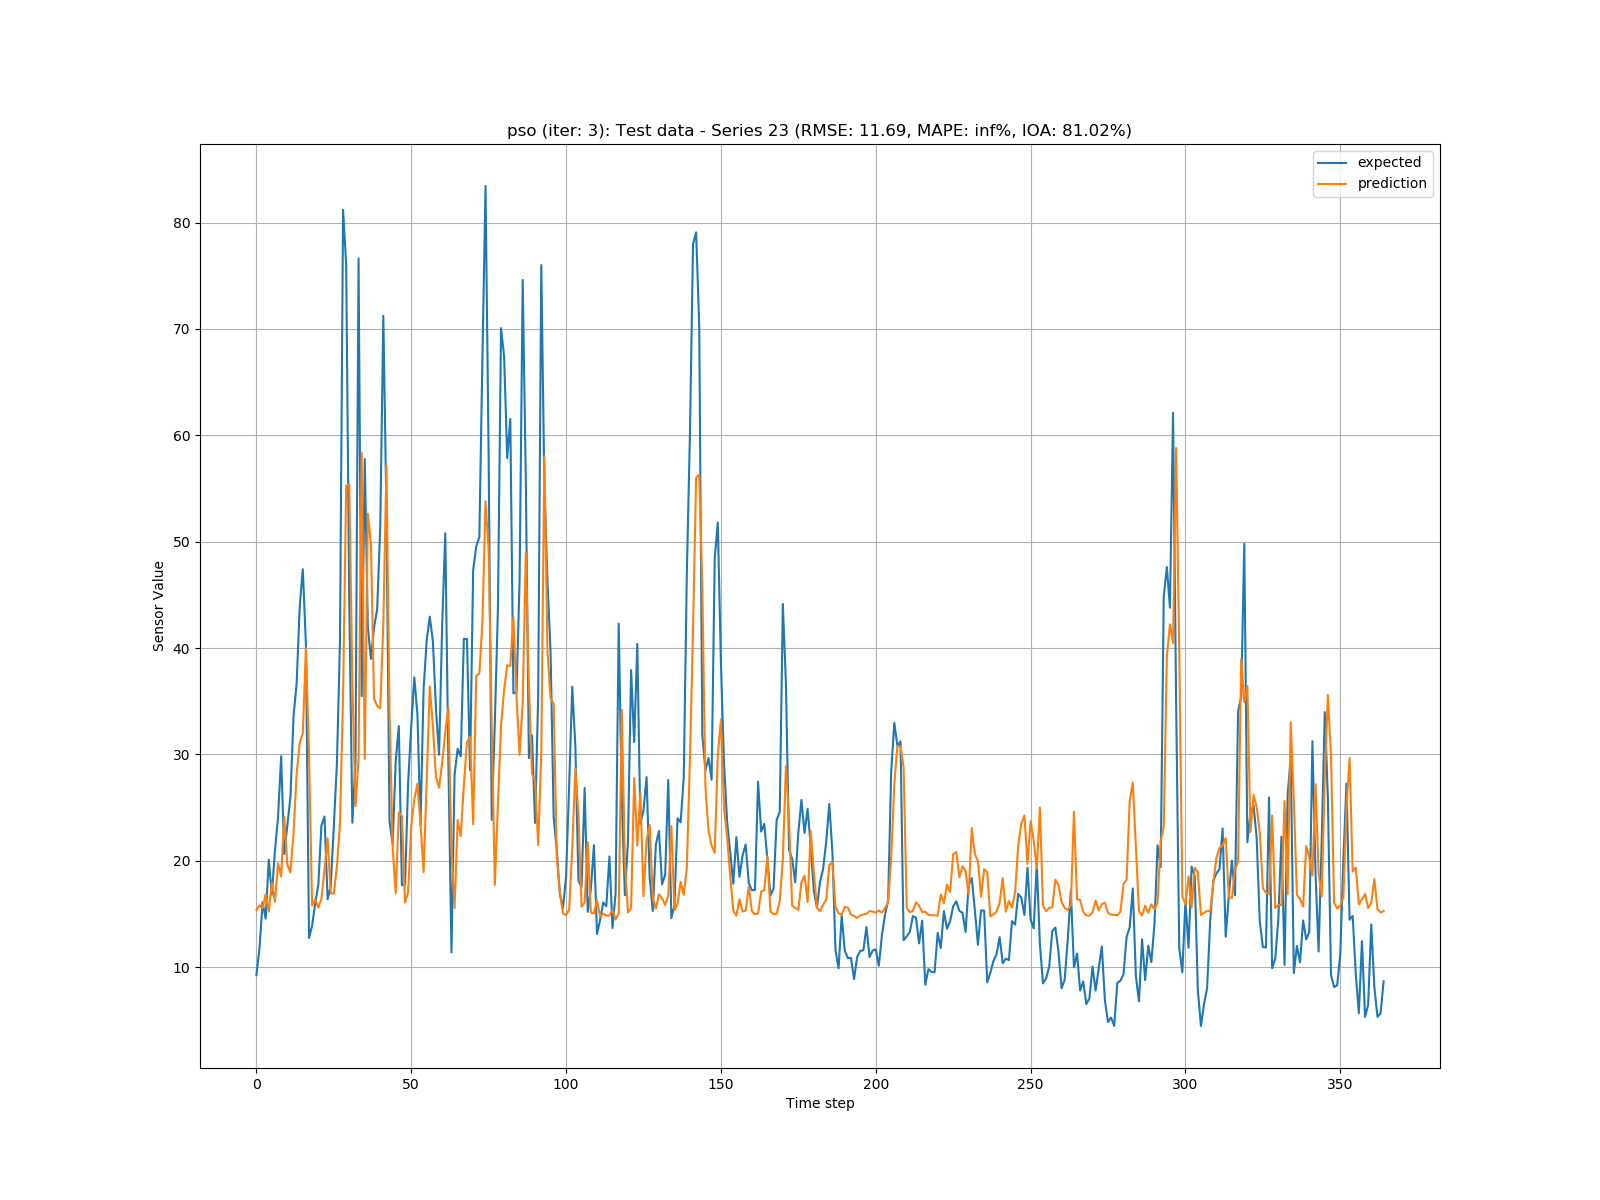 pso (iter: 3): Test data - Series 23 (RMSE: 11.69, MAPE: inf%, IOA: 81.02%)
expected
prediction
80
70
60
50
40
30
20
10
Sensor Value
0 50 100 150 200 250 300 350
Time step